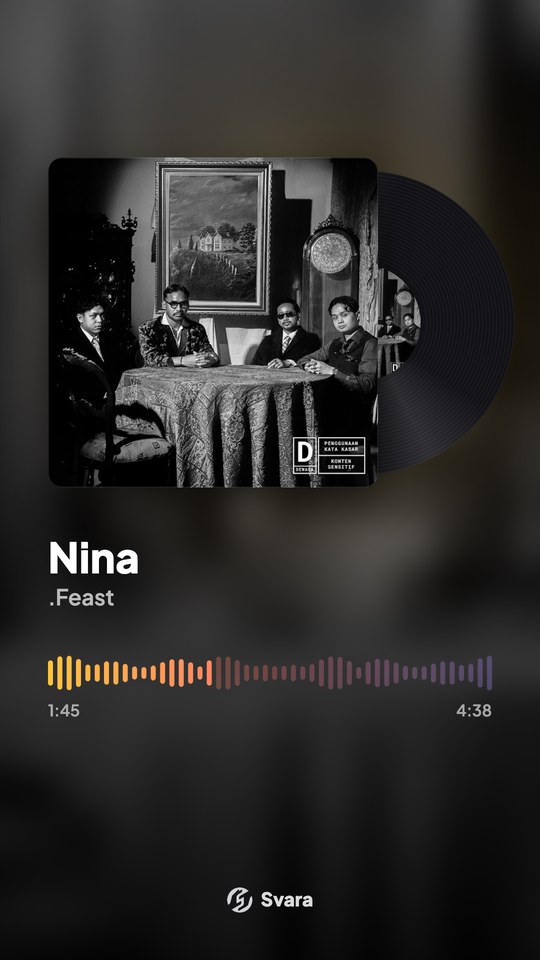 D
DEWASA
PENGGUNAAN
KATA KASAR
KONTEN
SENSITIF
D
Nina
.Feast
1:45
4:38
Svara